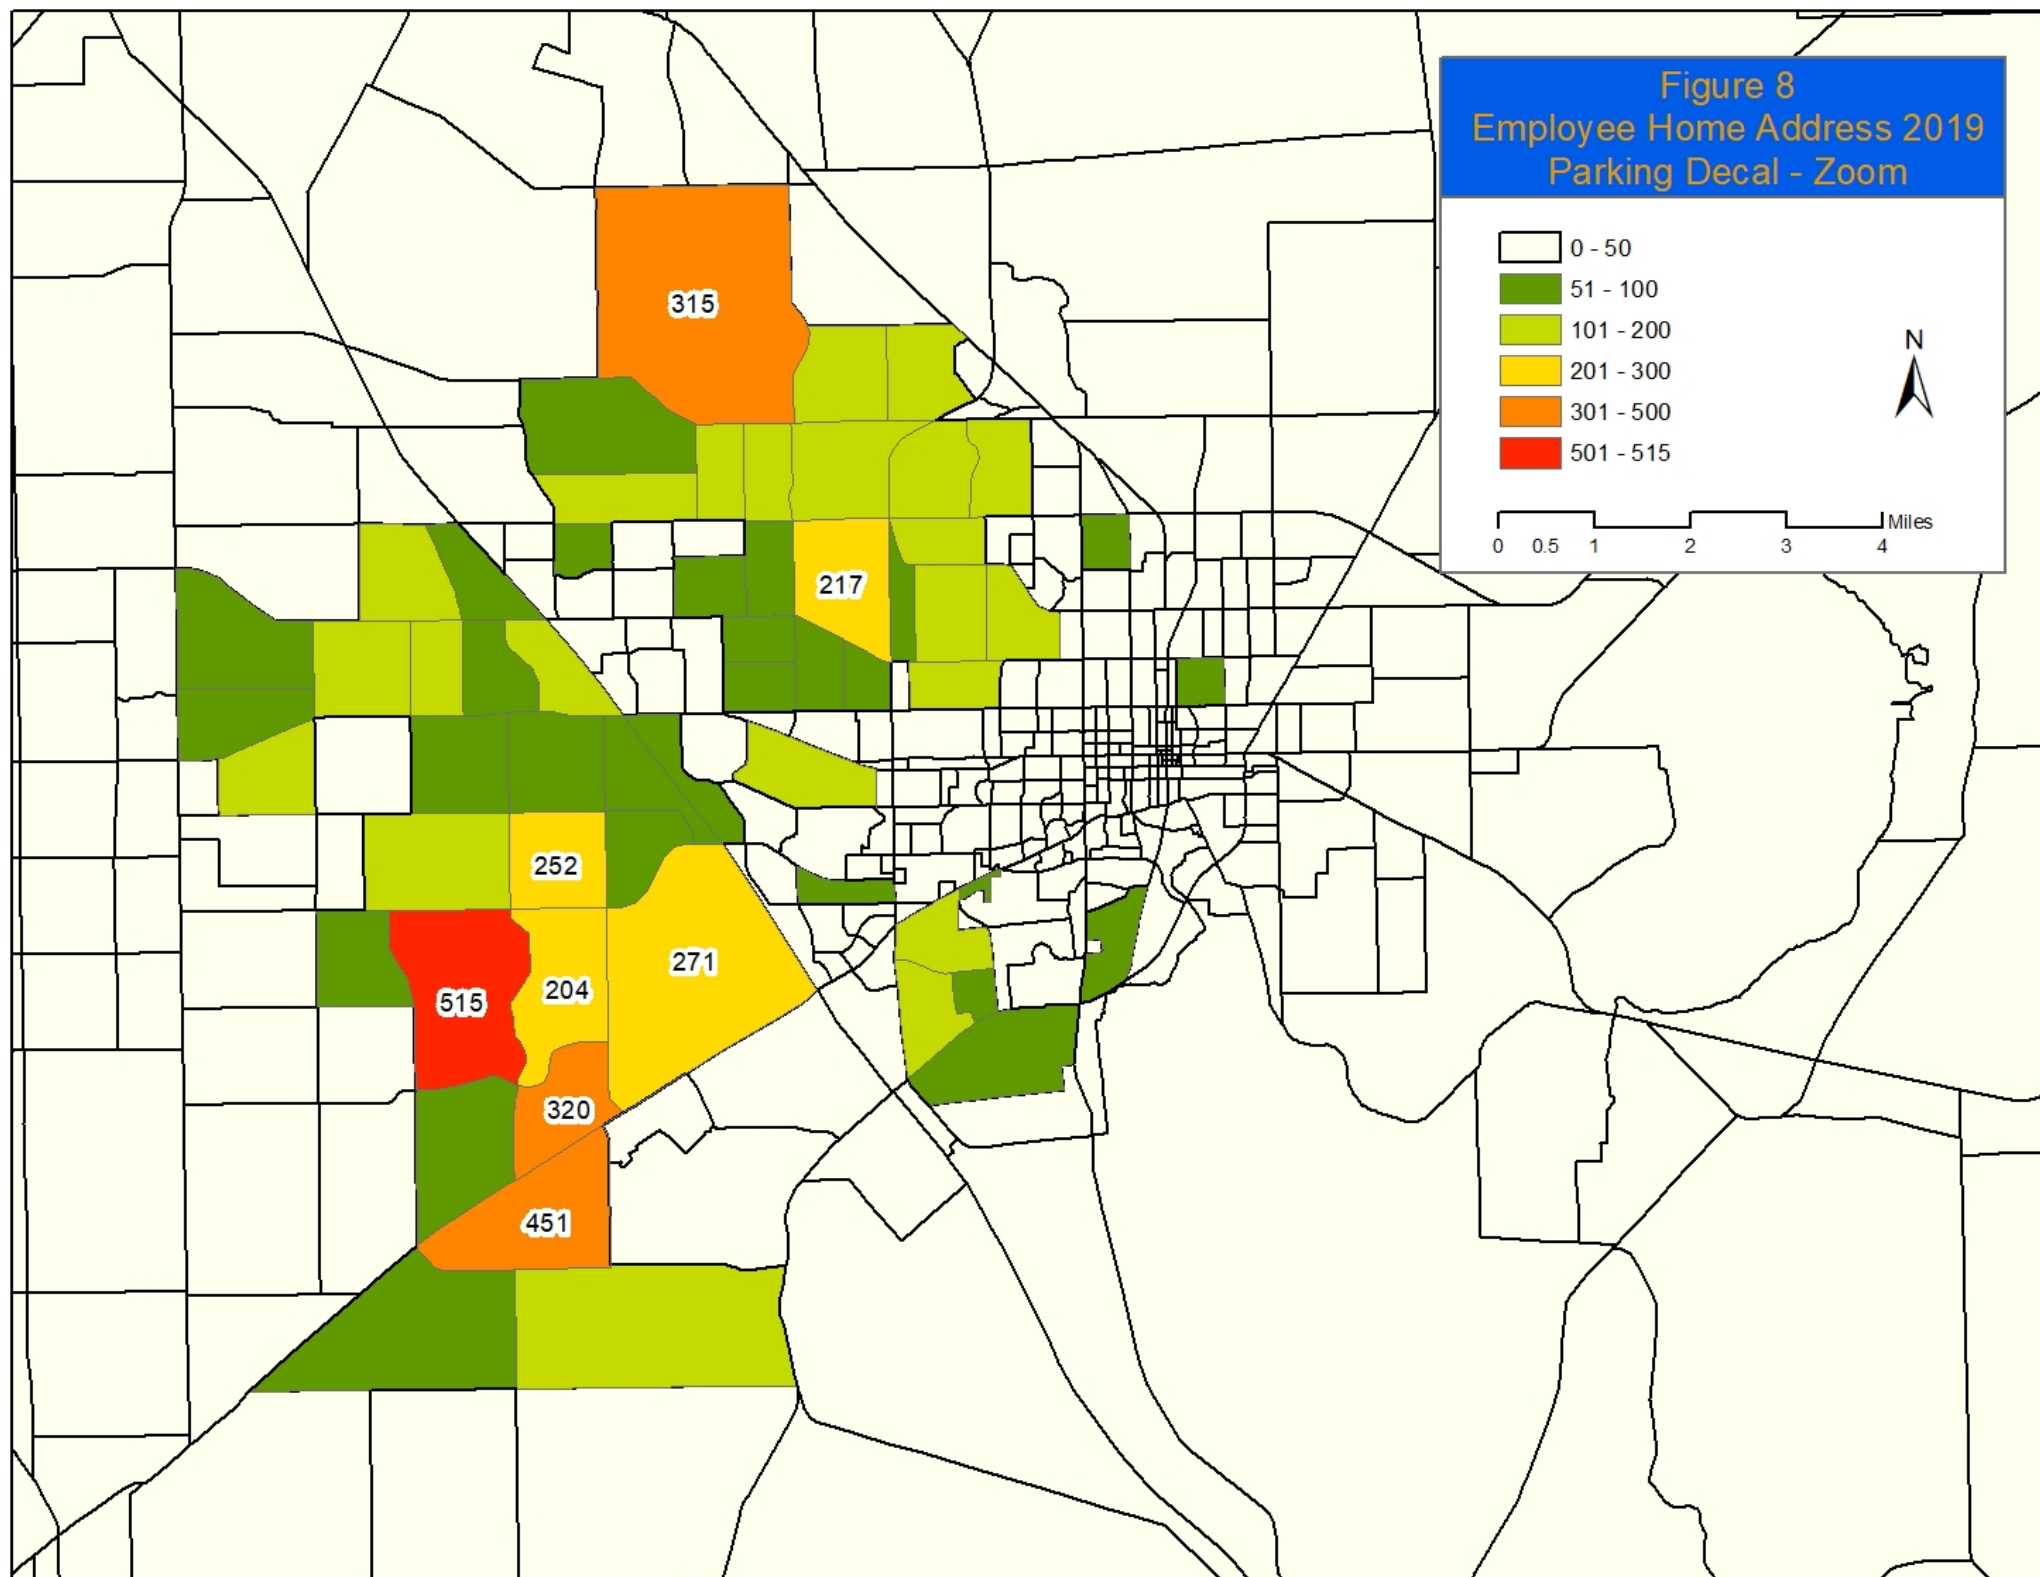 Figure 8
Employee Home Address 2019
Parking Decal - Zoom
0 - 50
51 - 100
101 - 200
201 - 300
301 - 500
501 - 515
N
Miles
0 0.5 1 2 3 4
315
217
252
271
204
515
320
451